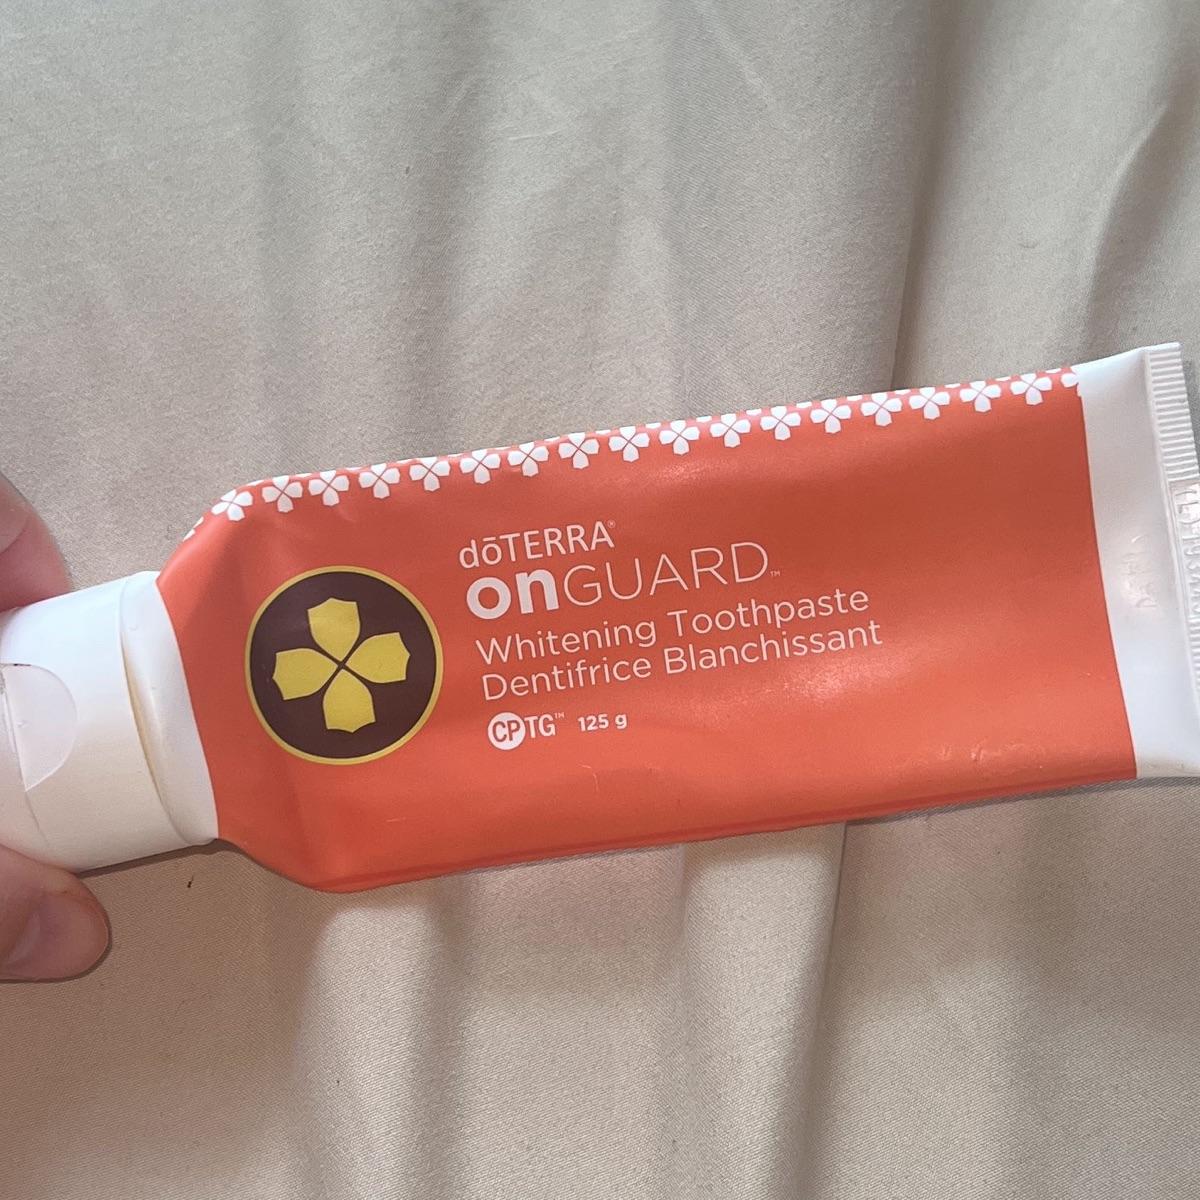 dōTERRA®
onGUARD™
Whitening Toothpaste
Dentifrice Blanchissant
CPTG™ 125 g